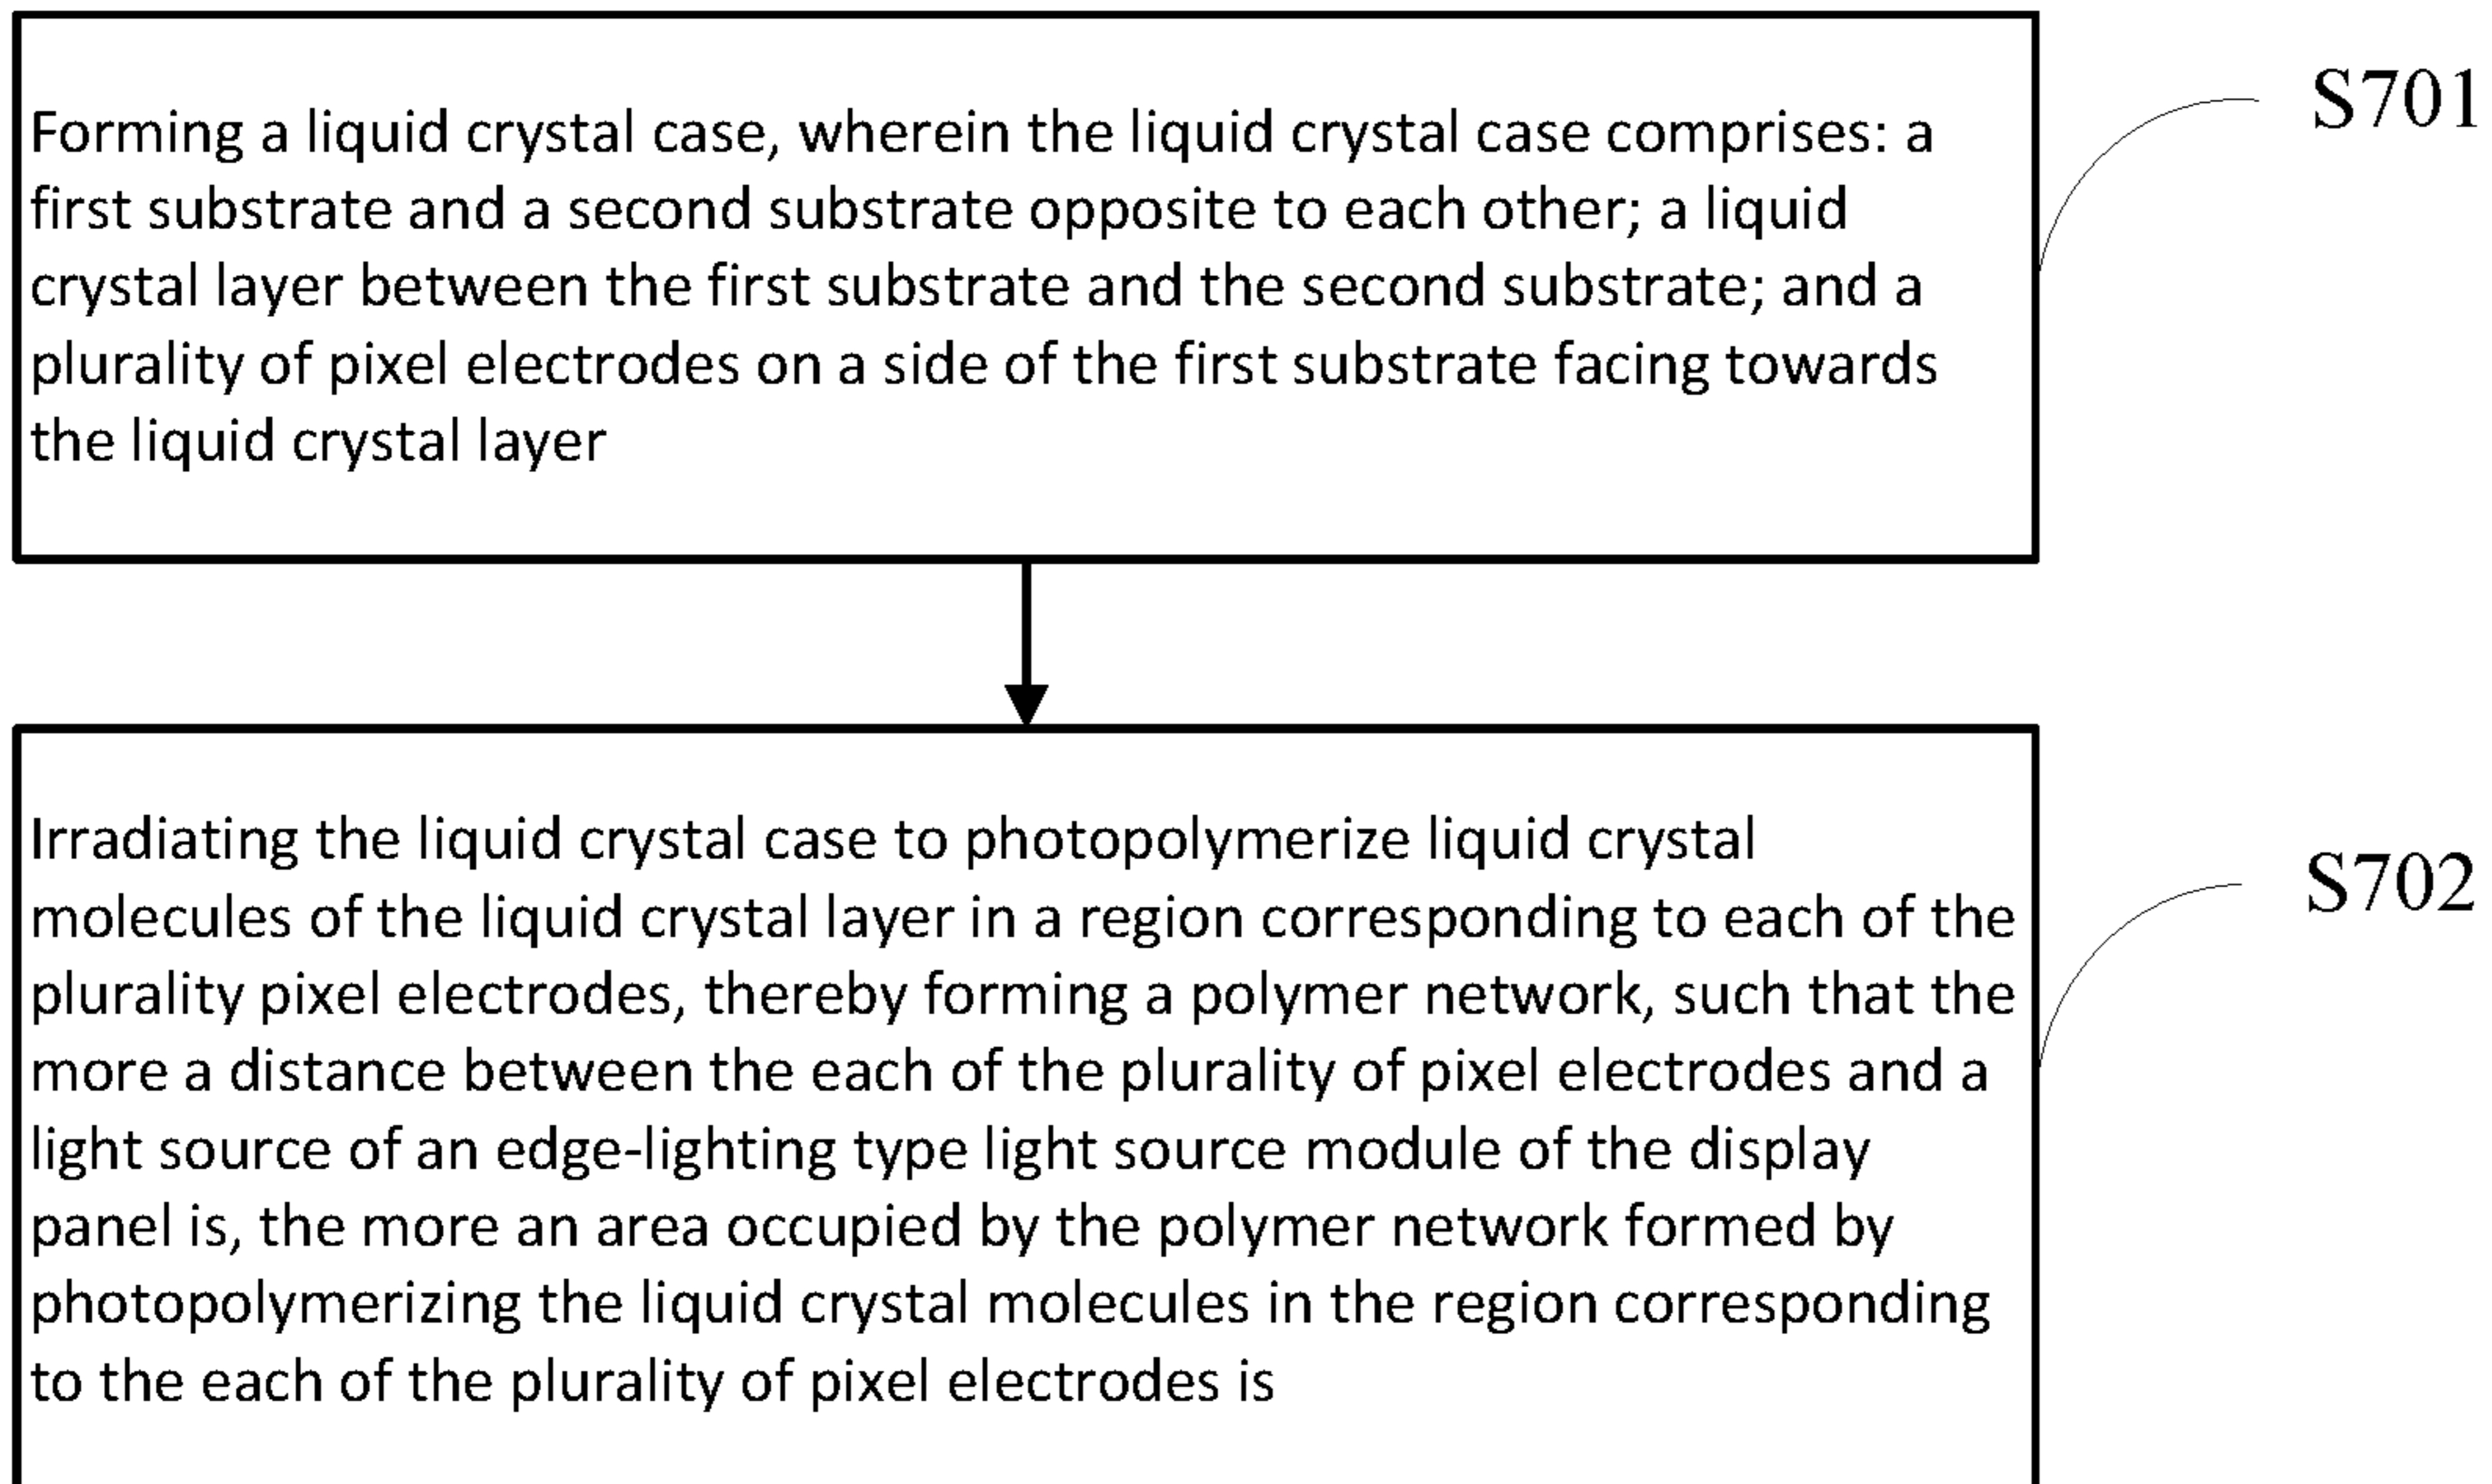 Forming a liquid crystal case, wherein the liquid crystal case comprises: a
first substrate and a second substrate opposite to each other; a liquid
crystal layer between the first substrate and the second substrate; and a
plurality of pixel electrodes on a side of the first substrate facing towards
the liquid crystal layer
S701
Irradiating the liquid crystal case to photopolymerize liquid crystal
molecules of the liquid crystal layer in a region corresponding to each of the
plurality pixel electrodes, thereby forming a polymer network, such that the
more a distance between the each of the plurality of pixel electrodes and a
light source of an edge-lighting type light source module of the display
panel is, the more an area occupied by the polymer network formed by
photopolymerizing the liquid crystal molecules in the region corresponding
to the each of the plurality of pixel electrodes is
S702